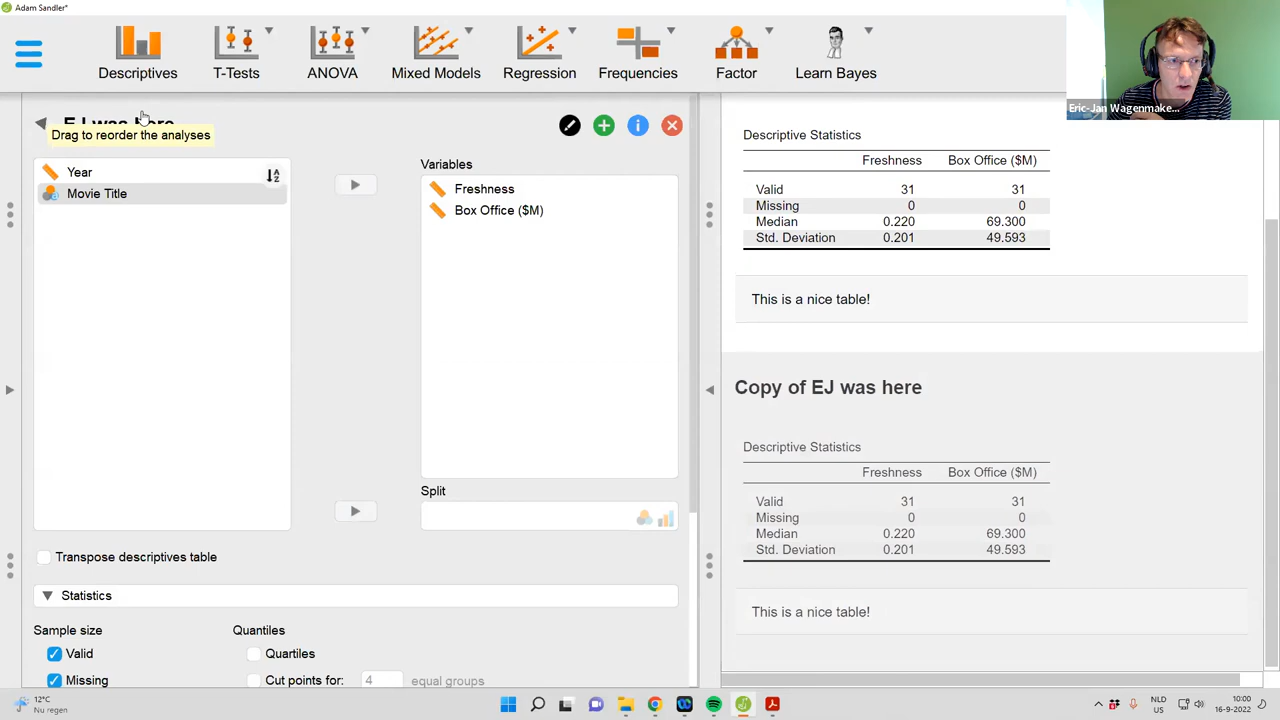 Adam Sandler*
Descriptives
T-Tests
ANOVA
Mixed Models
Regression
Frequencies
Factor
Learn Bayes
Eric-Jan Wagenmake...
EJ was here
Drag to reorder the analyses
Year
Movie Title
Variables
Freshness
Box Office ($M)
Split
Transpose descriptives table
Statistics
Sample size
Quantiles
Valid
Quartiles
Missing
Cut points for: 4 equal groups
Descriptive Statistics
Freshness Box Office ($M)
Valid 31 31
Missing 0 0
Median 0.220 69.300
Std. Deviation 0.201 49.593
This is a nice table!
Copy of EJ was here
Descriptive Statistics
Freshness Box Office ($M)
Valid 31 31
Missing 0 0
Median 0.220 69.300
Std. Deviation 0.201 49.593
This is a nice table!
12°C
Nu regen
NLD
US
10:00
16-9-2022